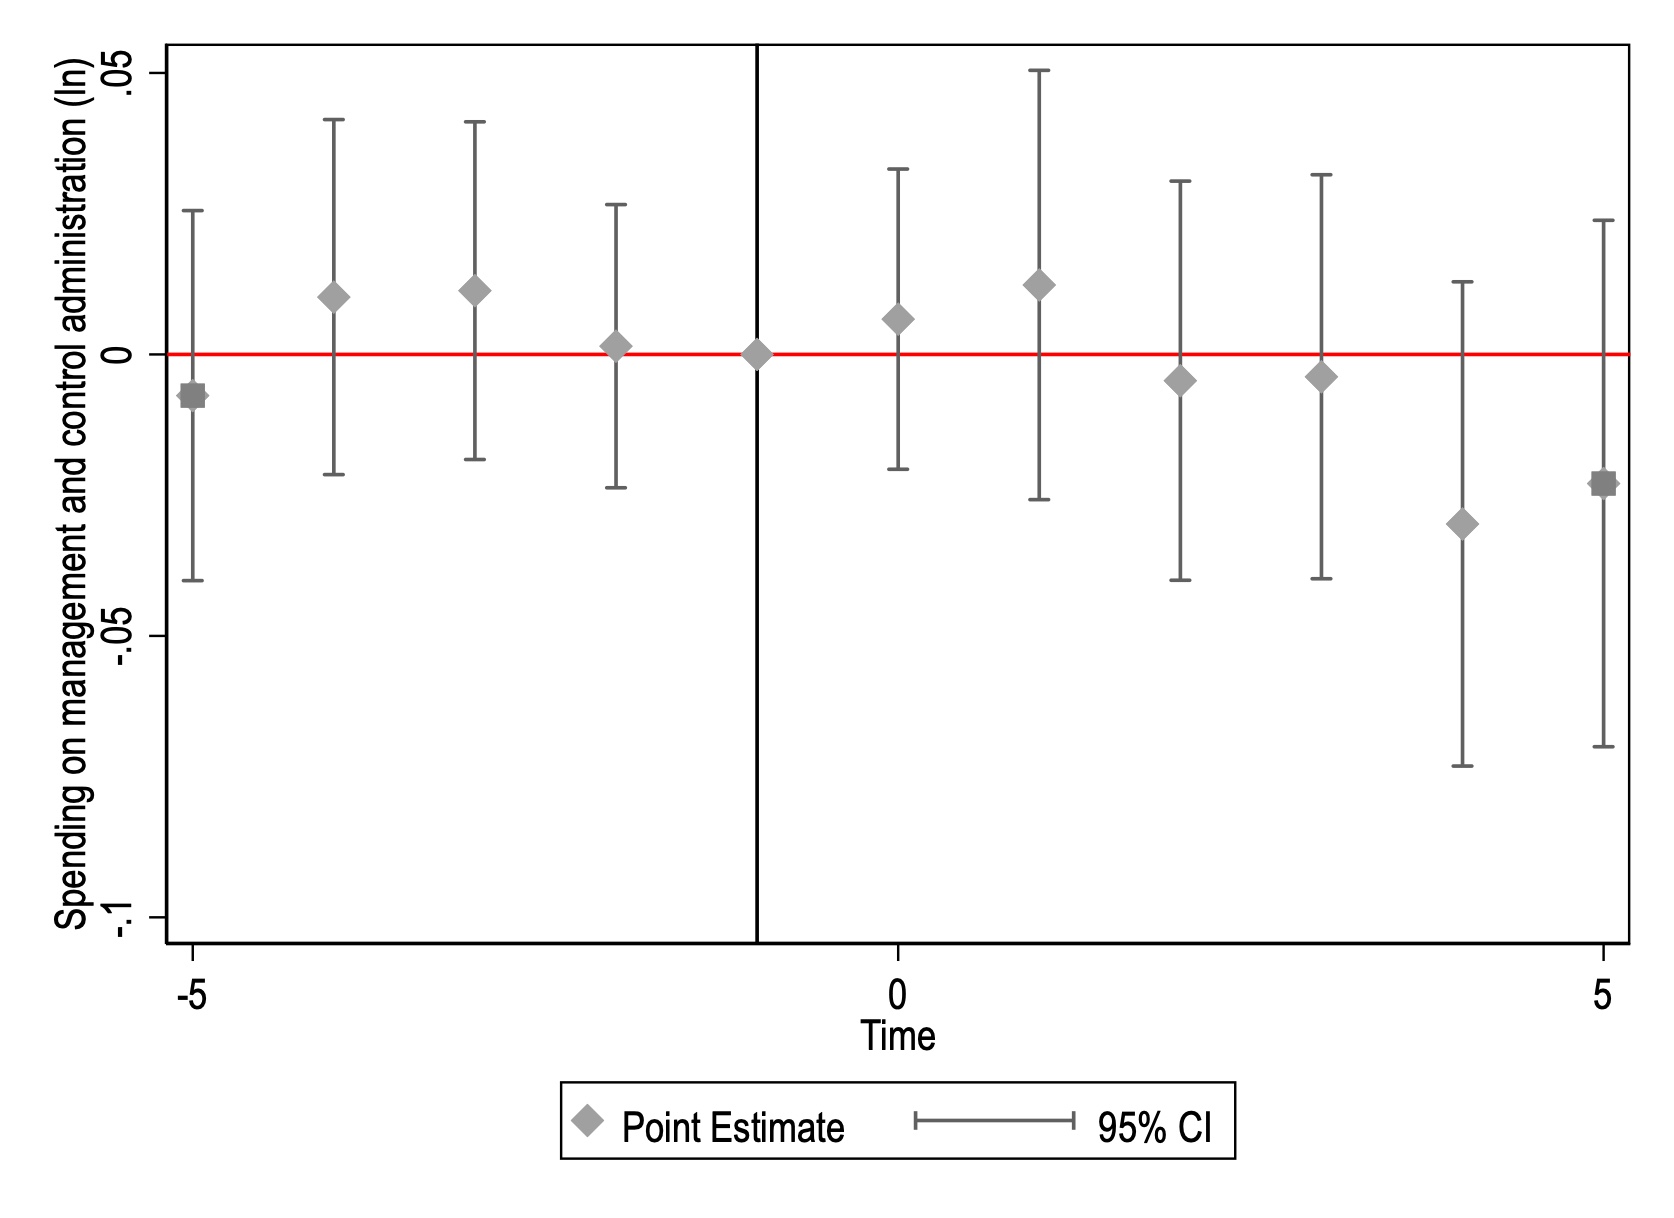 Spending on management and control administration (ln)
.05
0
-.05
-.1
-5 0 5
Time
Point Estimate 95% CI